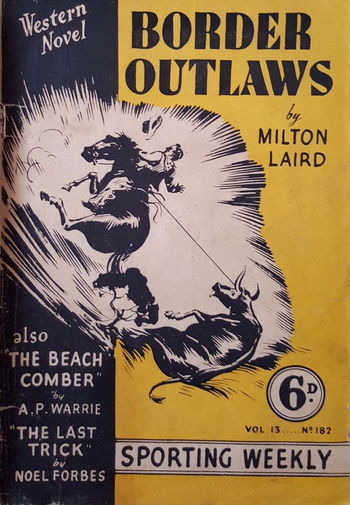 Western
Novel
BORDER
OUTLAWS
by
MILTON
LAIRD
also
"THE BEACH
COMBER"
by
A.P. WARRIE
"THE LAST
TRICK"
by
NOEL FORBES
6D.
VOL. 13.....Nº 182
SPORTING WEEKLY